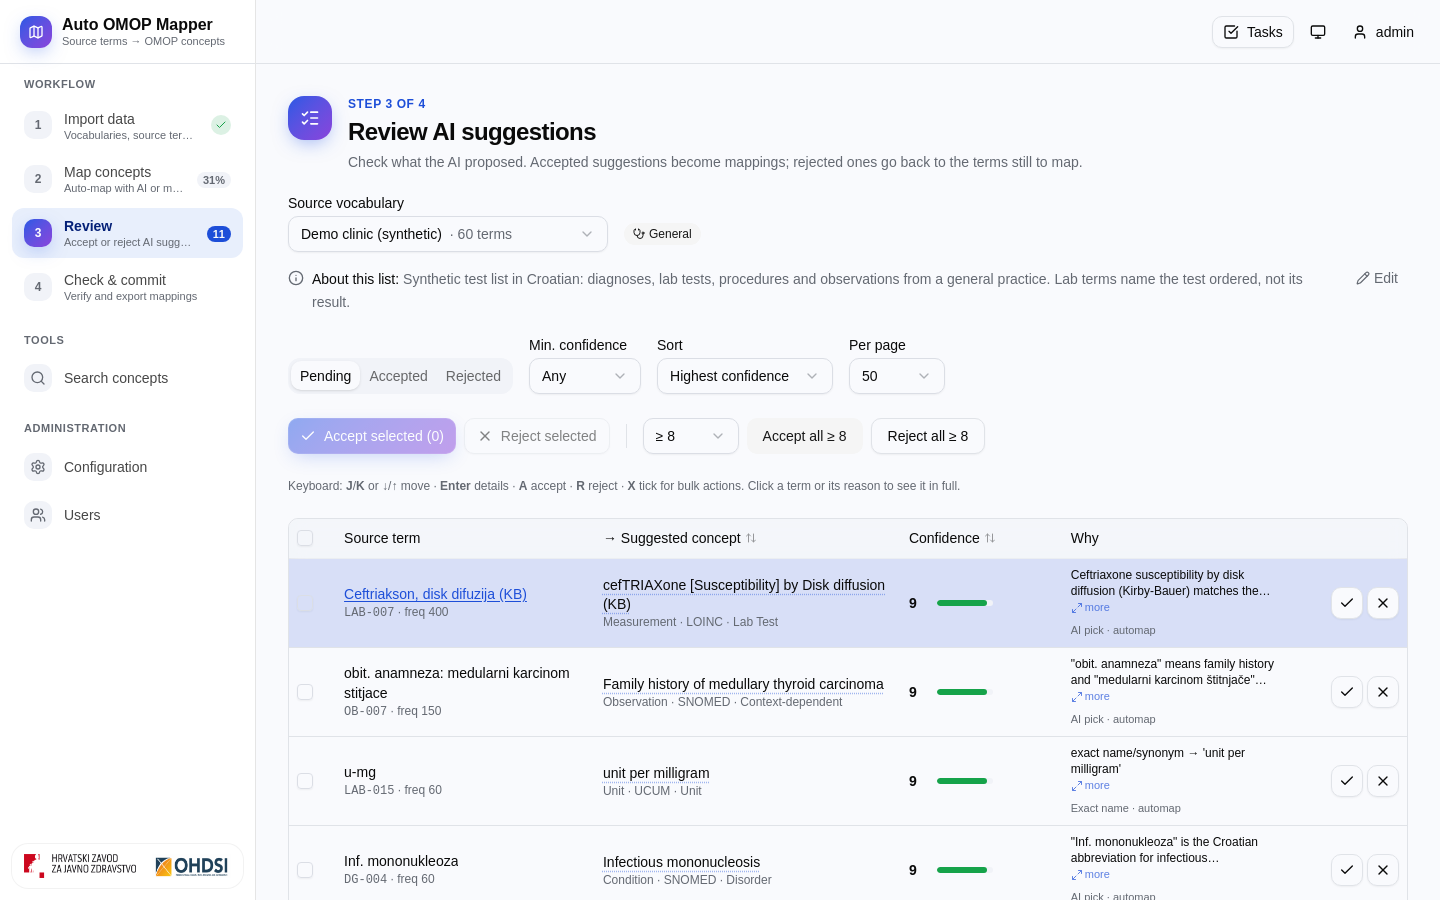 Auto OMOP Mapper
Source terms → OMOP concepts
Tasks
admin
WORKFLOW
1
Import data
Vocabularies, source ter…
2
Map concepts
Auto-map with AI or m…
31%
3
Review
Accept or reject AI sugg…
11
4
Check & commit
Verify and export mappings
TOOLS
Search concepts
ADMINISTRATION
Configuration
Users
HRVATSKI ZAVOD
ZA JAVNO ZDRAVSTVO
OHDSI
STEP 3 OF 4
Review AI suggestions
Check what the AI proposed. Accepted suggestions become mappings; rejected ones go back to the terms still to map.
Source vocabulary
Demo clinic (synthetic) · 60 terms
General
About this list: Synthetic test list in Croatian: diagnoses, lab tests, procedures and observations from a general practice. Lab terms name the test ordered, not its
result.
Edit
Pending
Accepted
Rejected
Min. confidence
Any
Sort
Highest confidence
Per page
50
Accept selected (0)
Reject selected
≥ 8
Accept all ≥ 8
Reject all ≥ 8
Keyboard: J/K or ↓/↑ move · Enter details · A accept · R reject · X tick for bulk actions. Click a term or its reason to see it in full.
Source term
→ Suggested concept
Confidence
Why
Ceftriakson, disk difuzija (KB)
LAB-007 · freq 400
cefTRIAXone [Susceptibility] by Disk diffusion
(KB)
Measurement · LOINC · Lab Test
9
Ceftriaxone susceptibility by disk
diffusion (Kirby-Bauer) matches the…
more
AI pick · automap
obit. anamneza: medularni karcinom
stitjace
OB-007 · freq 150
Family history of medullary thyroid carcinoma
Observation · SNOMED · Context-dependent
9
"obit. anamneza" means family history
and "medularni karcinom štitnjače"…
more
AI pick · automap
u-mg
LAB-015 · freq 60
unit per milligram
Unit · UCUM · Unit
9
exact name/synonym → 'unit per
milligram'
more
Exact name · automap
Inf. mononukleoza
DG-004 · freq 60
Infectious mononucleosis
Condition · SNOMED · Disorder
9
"Inf. mononukleoza" is the Croatian
abbreviation for infectious…
more
AI pick · automap